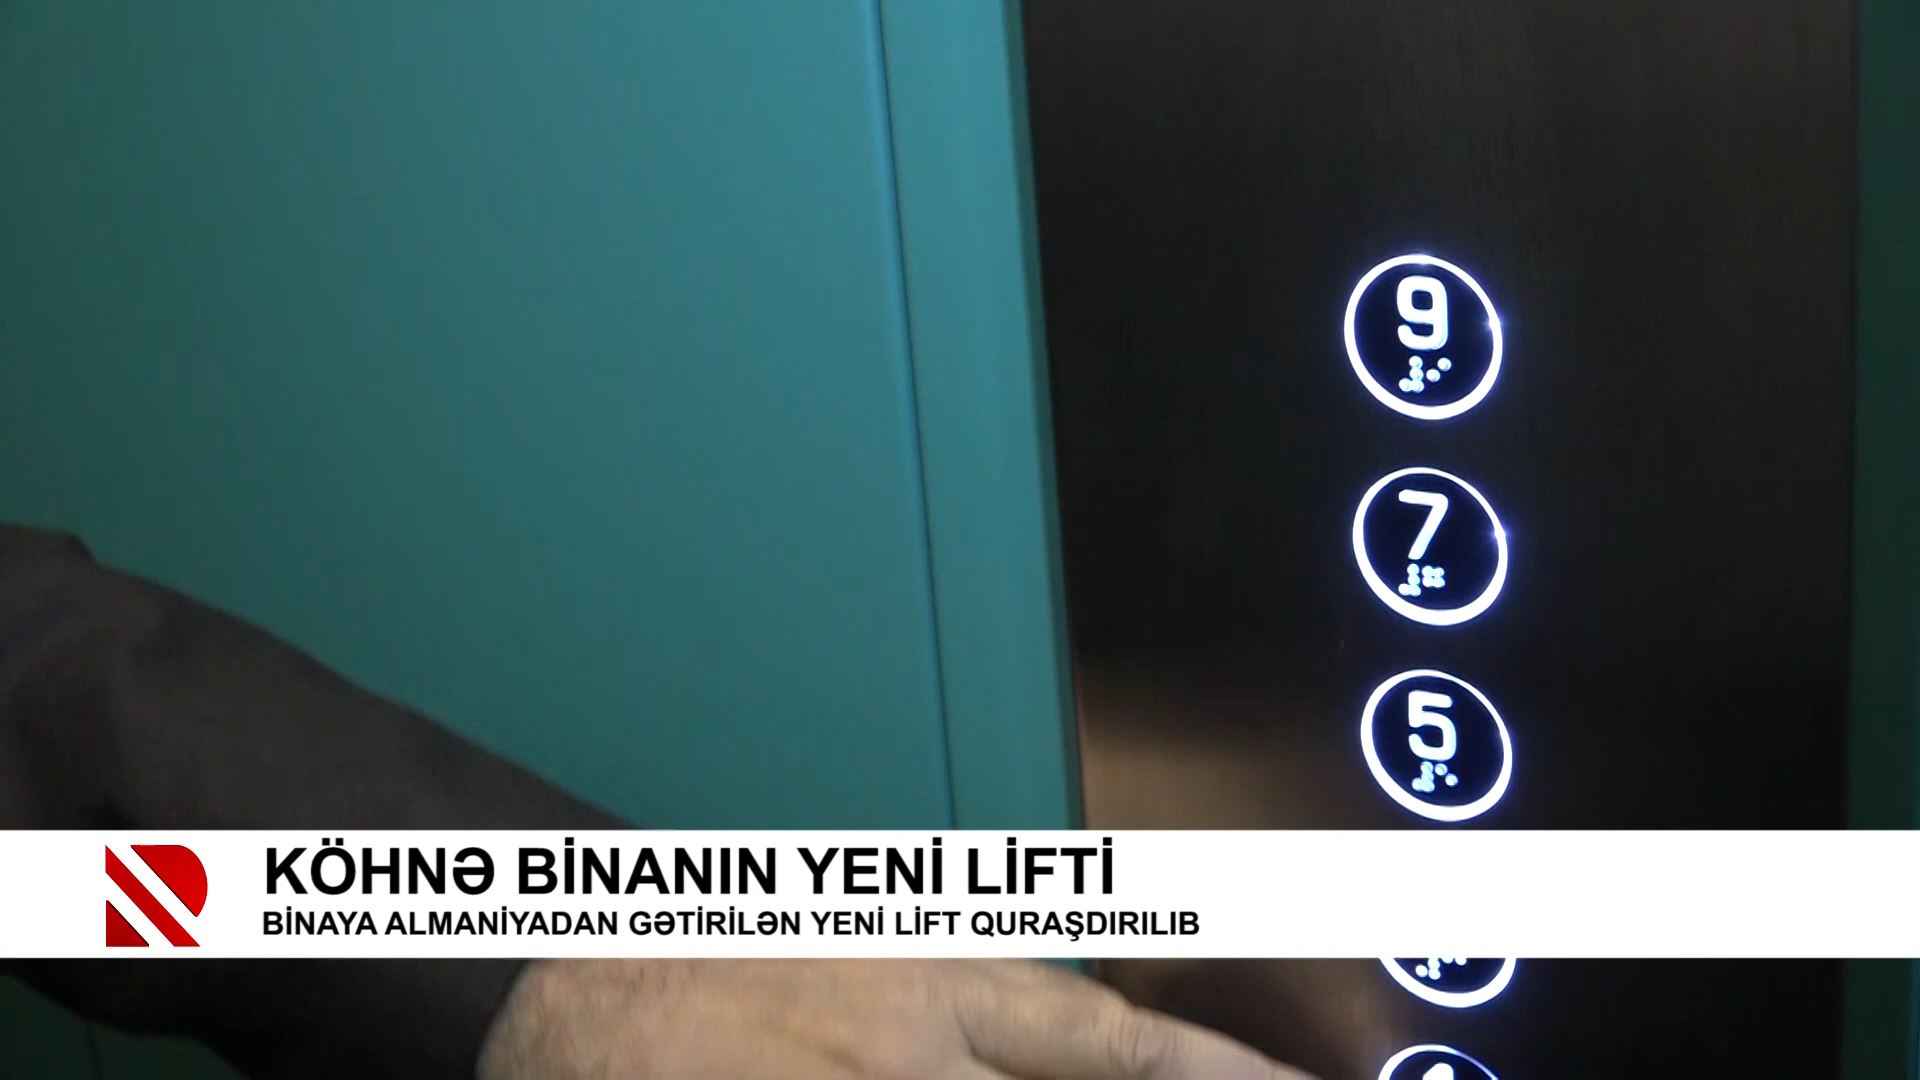 9
7
5
KÖHNƏ BİNANIN YENİ LİFTİ
BİNAYA ALMANİYADAN GƏTİRİLƏN YENİ LİFT QURAŞDIRILIB
1